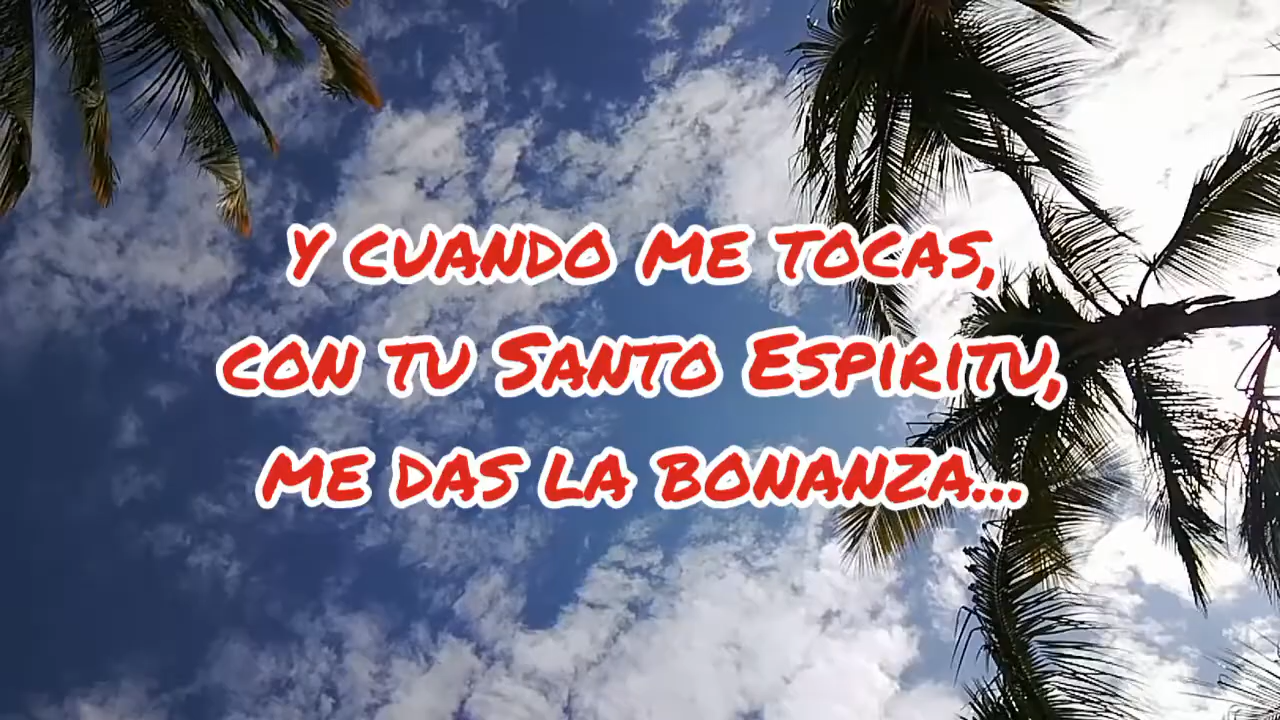 Y CUANDO ME TOCAS,
CON TU SANTO ESPIRITU,
ME DAS LA BONANZA...